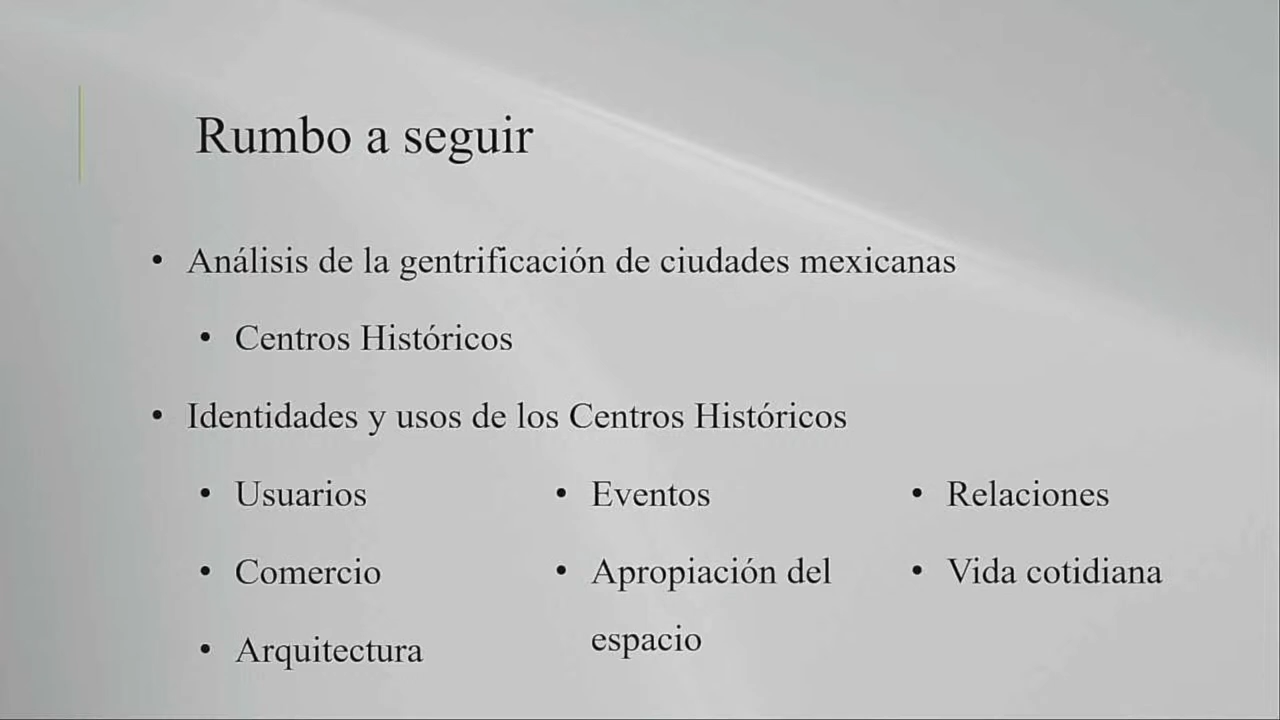 Rumbo a seguir
• Análisis de la gentrificación de ciudades mexicanas
• Centros Históricos
• Identidades y usos de los Centros Históricos
• Usuarios
• Comercio
• Arquitectura
• Eventos
• Apropiación del
espacio
• Relaciones
• Vida cotidiana